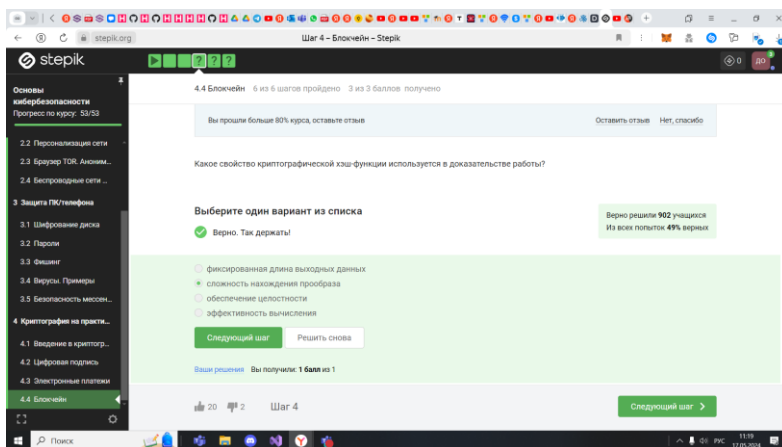 stepik.org
Шаг 4 – Блокчейн – Stepik
stepik
? ? ?
0
ДО
Основы
кибербезопасности
Прогресс по курсу: 53/53
4.4 Блокчейн 6 из 6 шагов пройдено 3 из 3 баллов получено
Вы прошли больше 80% курса, оставьте отзыв Оставить отзыв Нет, спасибо
2.2 Персонализация сети
2.3 Браузер TOR. Аноним...
2.4 Беспроводные сети ...
3 Защита ПК/телефона
3.1 Шифрование диска
3.2 Пароли
3.3 Фишинг
3.4 Вирусы. Примеры
3.5 Безопасность мессен...
4 Криптография на практи...
4.1 Введение в криптогр...
4.2 Цифровая подпись
4.3 Электронные платежи
4.4 Блокчейн
Какое свойство криптографической хэш-функции используется в доказательстве работы?
Выберите один вариант из списка
Верно. Так держать!
Верно решили 902 учащихся
Из всех попыток 49% верных
фиксированная длина выходных данных
сложность нахождения прообраза
обеспечение целостности
эффективность вычисления
Следующий шаг Решить снова
Ваши решения Вы получили: 1 балл из 1
20 2 Шаг 4 Следующий шаг
Поиск
РУС
11:19
17.05.2024